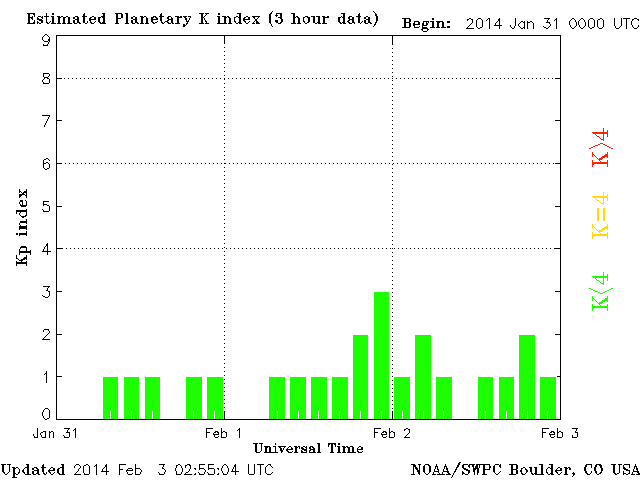 Estimated Planetary K index (3 hour data) Begin: 2014 Jan 31 0000 UTC
9
8
7
6
5
4
3
2
1
0
Kp index
Jan 31 Feb 1 Feb 2 Feb 3
Universal Time
K>4
K=4
K<4
Updated 2014 Feb 3 02:55:04 UTC NOAA/SWPC Boulder, CO USA